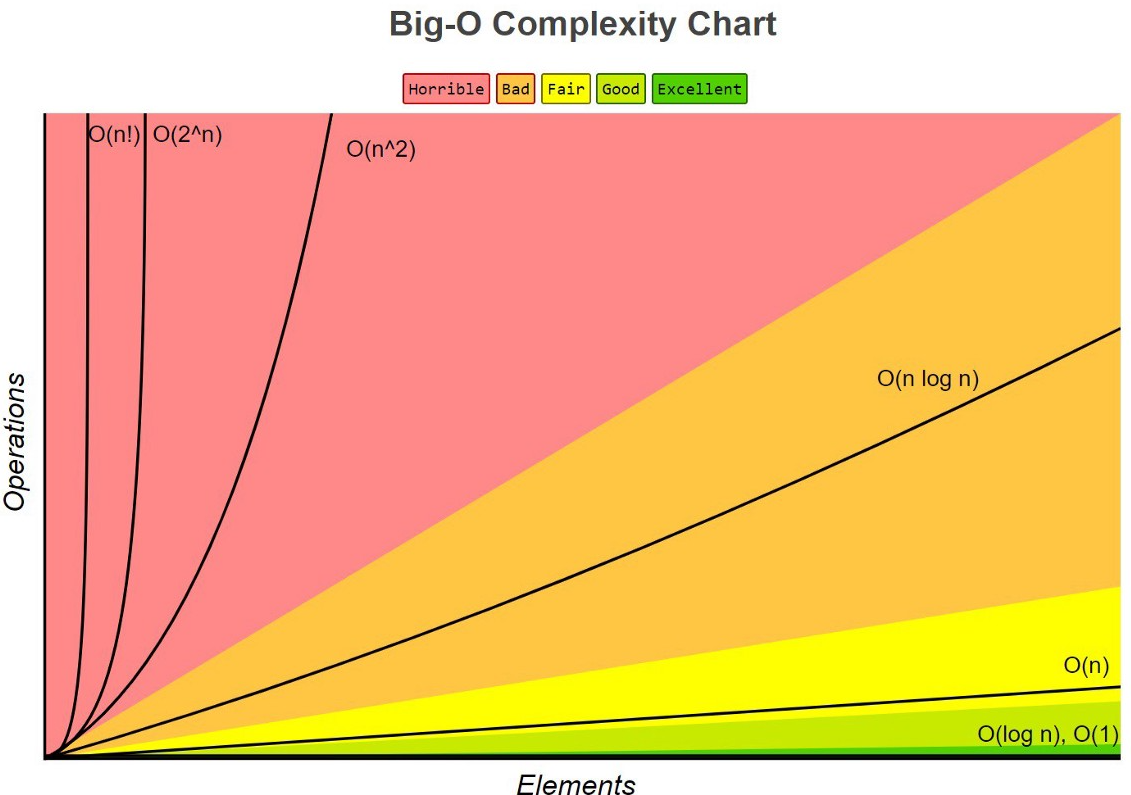 Big-O Complexity Chart
Horrible Bad Fair Good Excellent
O(n!) O(2^n)
O(n^2)
O(n log n)
Operations
O(n)
O(log n), O(1)
Elements